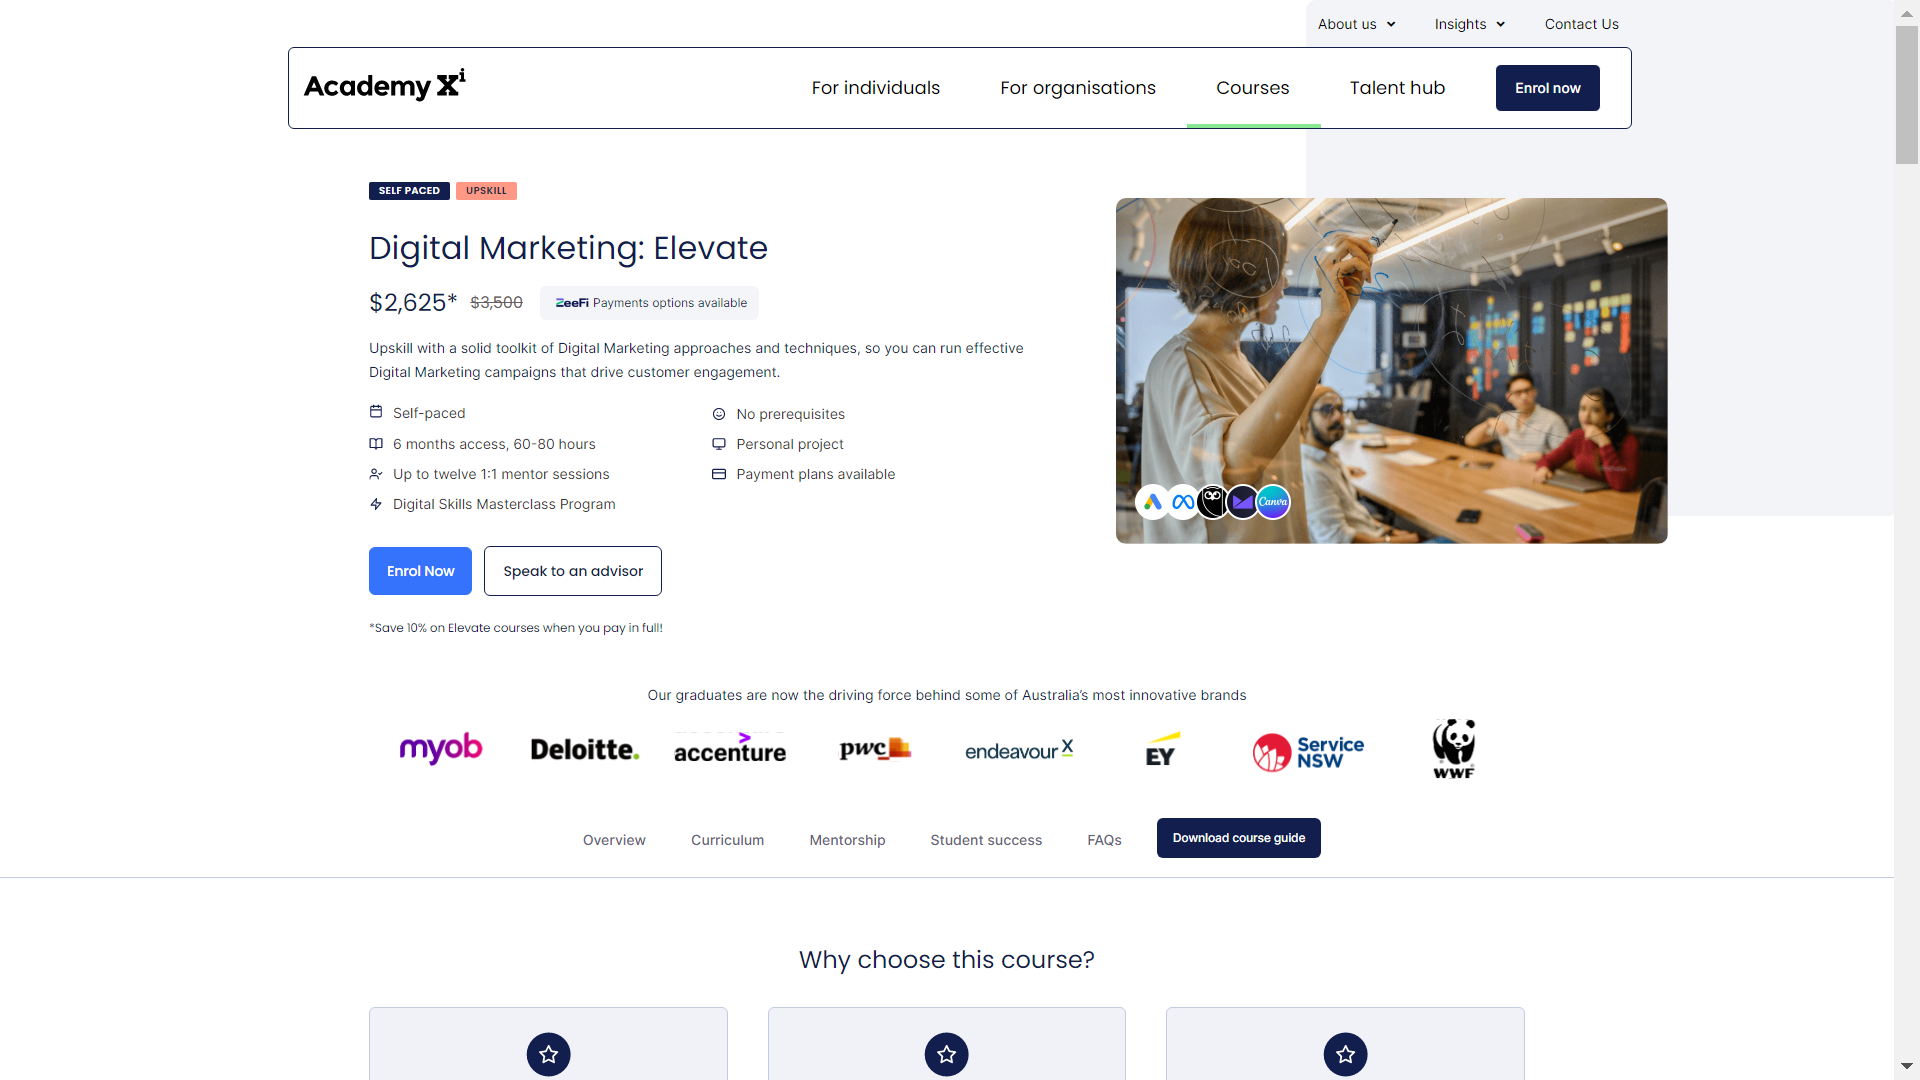 About us
Insights
Contact Us
Academy Xi
For individuals
For organisations
Courses
Talent hub
Enrol now
SELF PACED
UPSKILL
Digital Marketing: Elevate
$2,625* $3,500 ZeeFi Payments options available
Upskill with a solid toolkit of Digital Marketing approaches and techniques, so you can run effective
Digital Marketing campaigns that drive customer engagement.
Self-paced
No prerequisites
6 months access, 60-80 hours
Personal project
Up to twelve 1:1 mentor sessions
Payment plans available
Digital Skills Masterclass Program
Canva
Enrol Now
Speak to an advisor
*Save 10% on Elevate courses when you pay in full!
Our graduates are now the driving force behind some of Australia's most innovative brands
myob
Deloitte.
accenture
pwc
endeavour X
EY
Service
NSW
WWF
Overview
Curriculum
Mentorship
Student success
FAQs
Download course guide
Why choose this course?